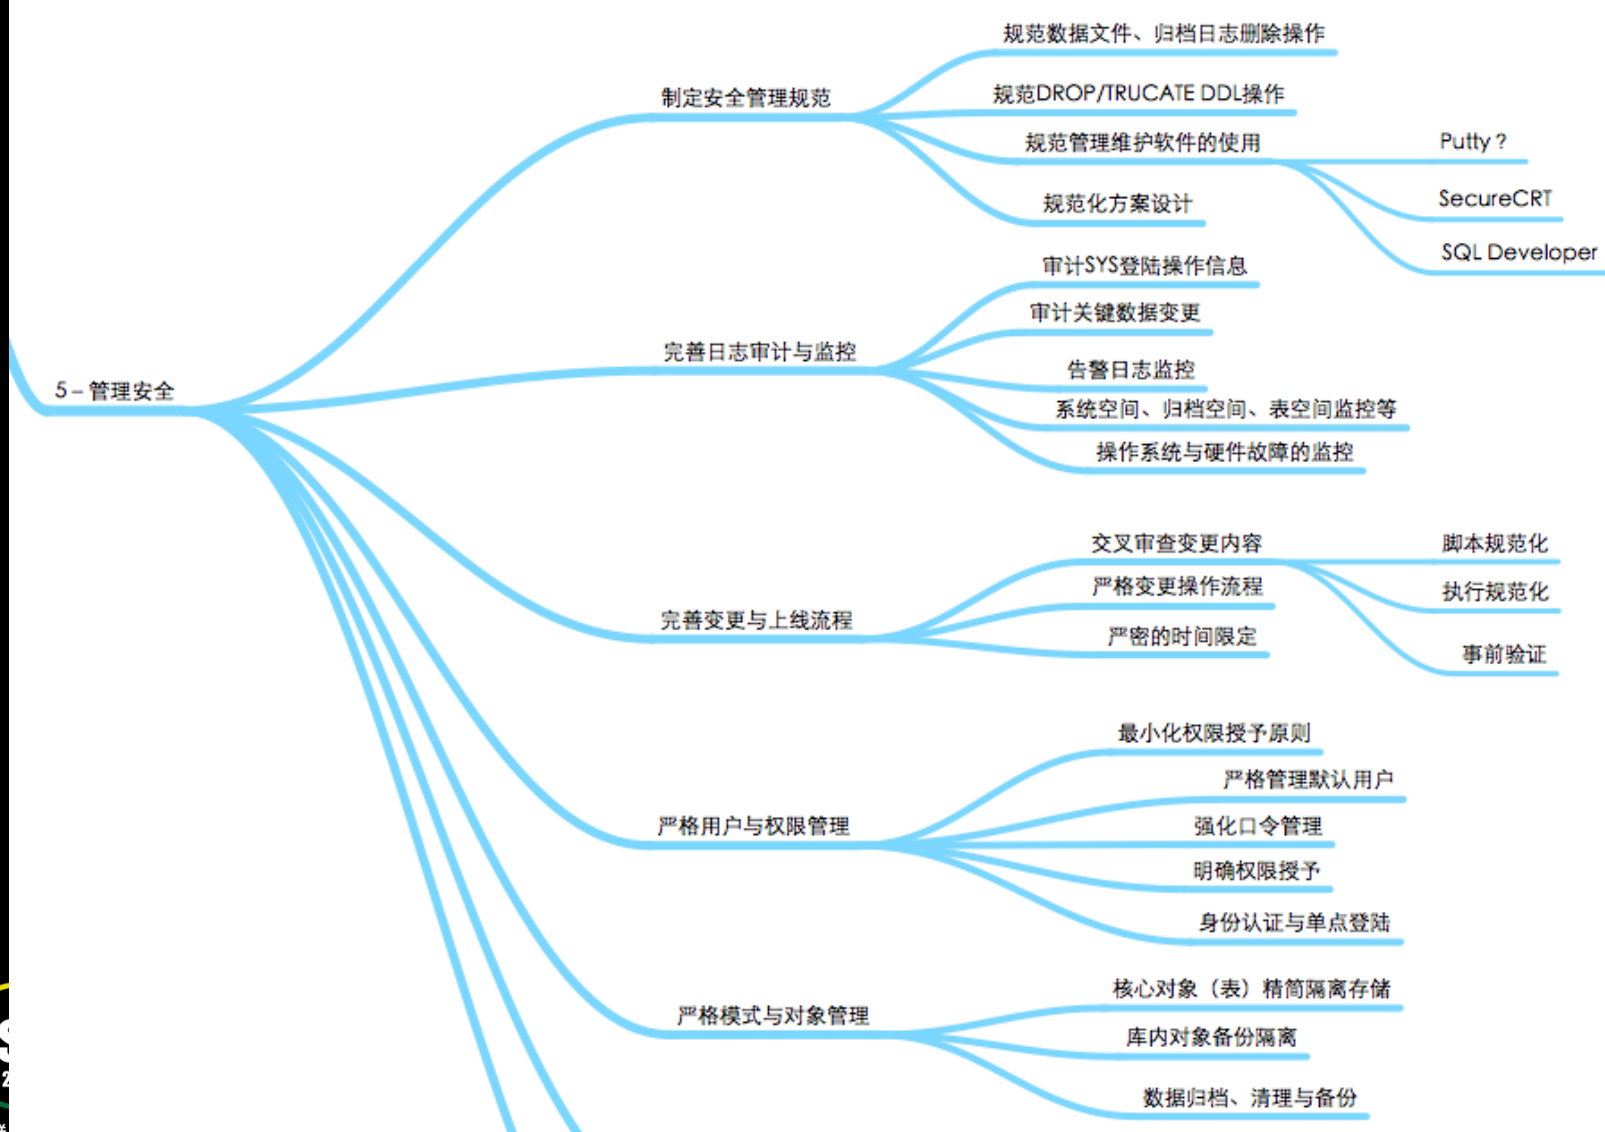 5 – 管理安全
制定安全管理规范
规范数据文件、归档日志删除操作
规范DROP/TRUCATE DDL操作
规范管理维护软件的使用
Putty？
SecureCRT
SQL Developer
规范化方案设计
完善日志审计与监控
审计SYS登陆操作信息
审计关键数据变更
告警日志监控
系统空间、归档空间、表空间监控等
操作系统与硬件故障的监控
完善变更与上线流程
交叉审查变更内容
脚本规范化
执行规范化
事前验证
严格变更操作流程
严密的时间限定
严格用户与权限管理
最小化权限授予原则
严格管理默认用户
强化口令管理
明确权限授予
身份认证与单点登陆
严格模式与对象管理
核心对象（表）精简隔离存储
库内对象备份隔离
数据归档、清理与备份